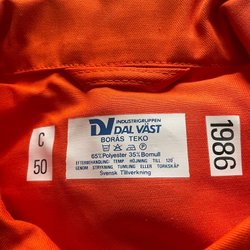 INDUSTRIGRUPPEN
DV DAL VÄST
BORÅS TEKO
65% Polyester 35% Bomull
EFTERBEHANDLING: TEMP. HÖJNING TILL 120°
GENOM STRYKNING TUMLING ELLER TORKSKÅP
Svensk Tillverkning
C
50
1986